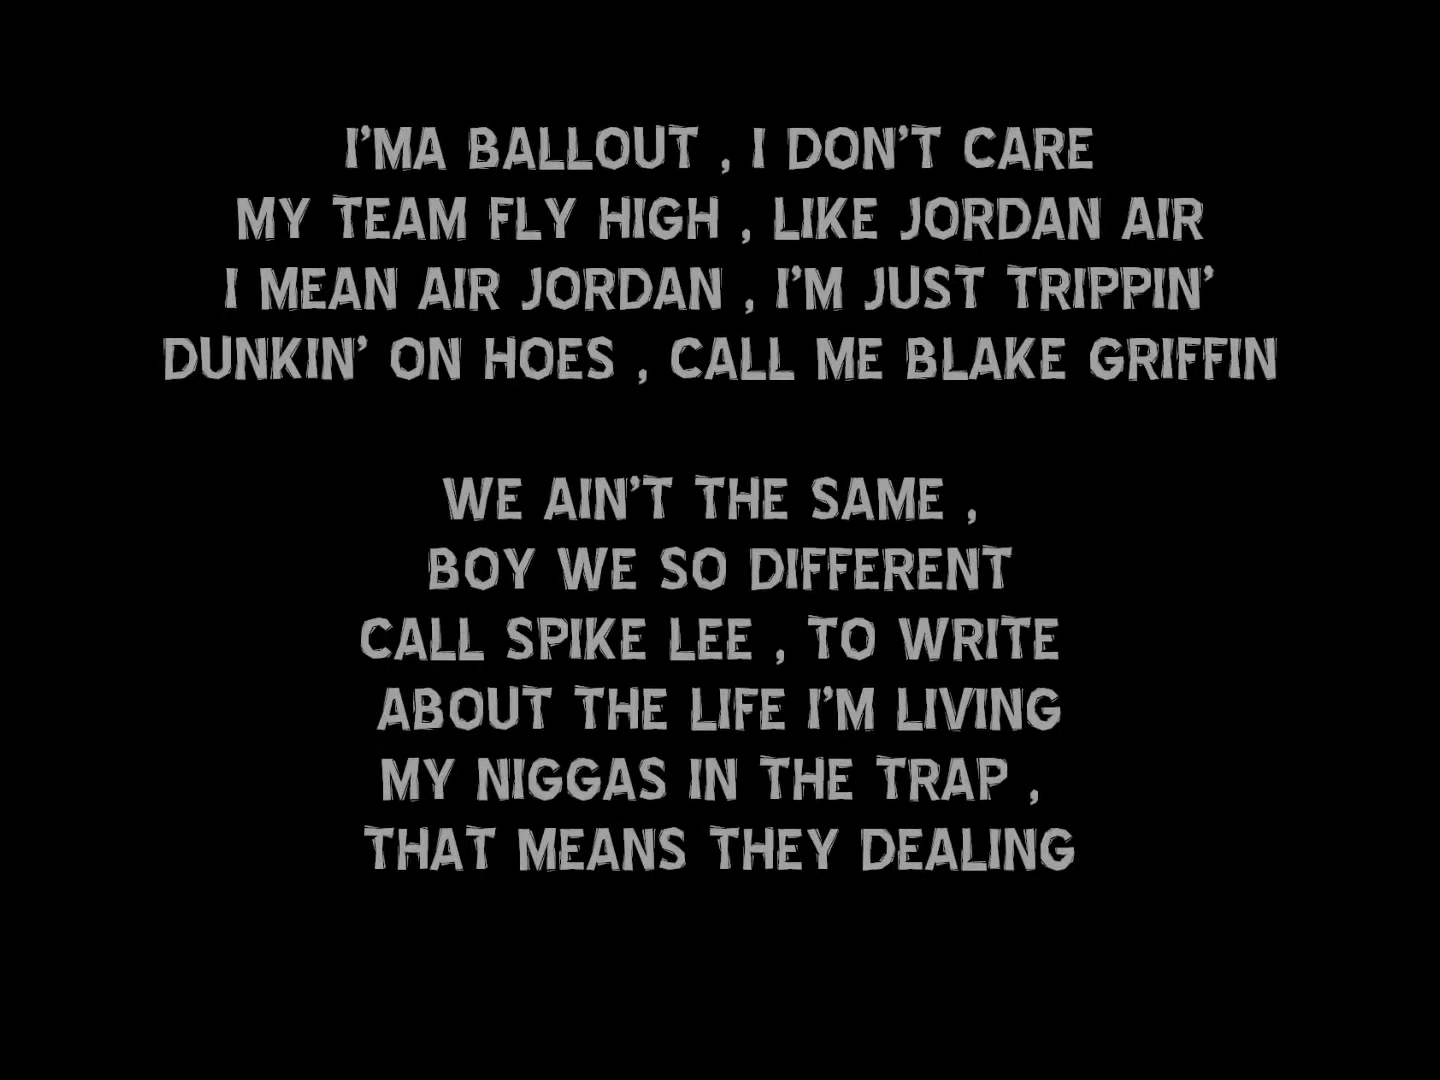 I'MA BALLOUT , I DON'T CARE
MY TEAM FLY HIGH , LIKE JORDAN AIR
I MEAN AIR JORDAN , I'M JUST TRIPPIN'
DUNKIN' ON HOES , CALL ME BLAKE GRIFFIN
WE AIN'T THE SAME ,
BOY WE SO DIFFERENT
CALL SPIKE LEE , TO WRITE
ABOUT THE LIFE I'M LIVING
MY NIGGAS IN THE TRAP ,
THAT MEANS THEY DEALING